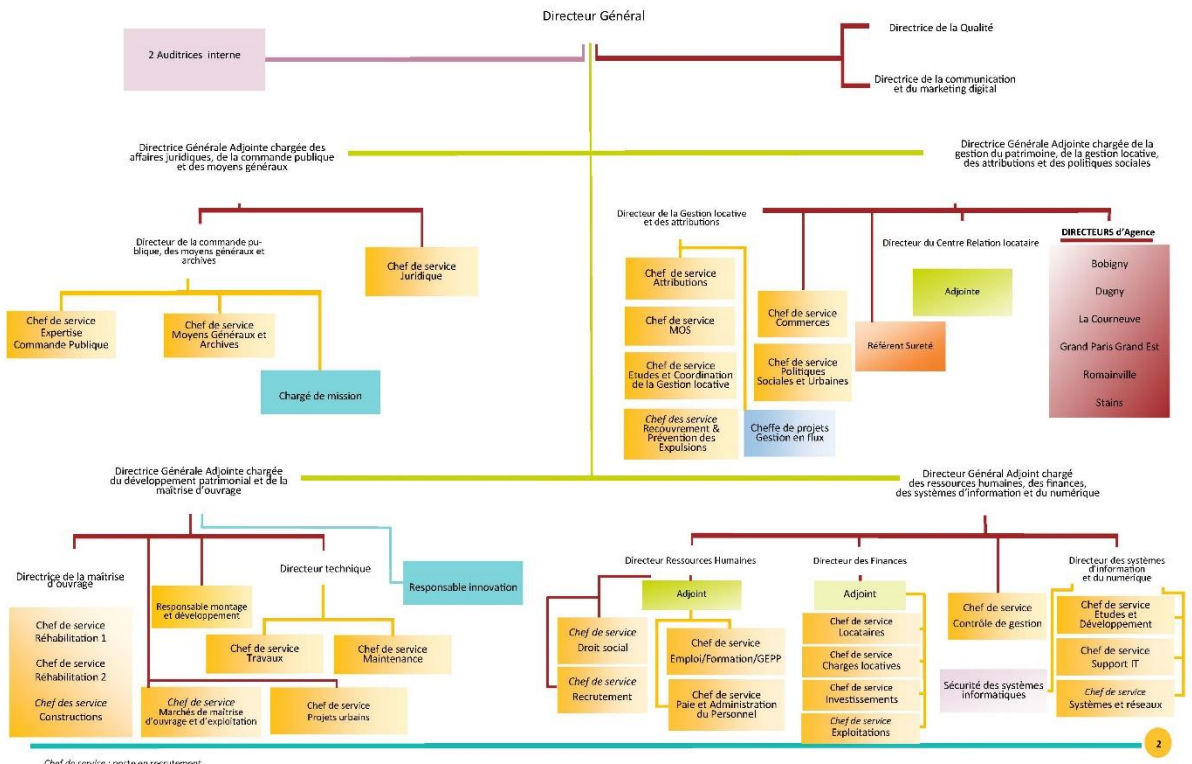 Directeur Général
2 Auditrices interne
Directrice de la Qualité
Directrice de la communication
et du marketing digital
Directrice Générale Adjointe chargée des
affaires juridiques, de la commande publique
et des moyens généraux
Directrice Générale Adjointe chargée de la
gestion du patrimoine, de la gestion locative,
des attributions et des politiques sociales
Directeur de la commande pu-
blique, des moyens généraux et
archives
Chef de service
Juridique
Chef de service
Expertise
Commande Publique
Chef de service
Moyens Généraux et
Archives
Chargé de mission
Directeur de la Gestion locative
et des attributions
Chef de service
Attributions
Chef de service
MOS
Chef de service
Etudes et Coordination
de la Gestion locative
Chef des service
Recouvrement &
Prévention des
Expulsions
Cheffe de projets
Gestion en flux
Chef de service
Commerces
Chef de service
Politiques
Sociales et Urbaines
Référent Sureté
Directeur du Centre Relation locataire
Adjointe
DIRECTEURS d'Agence
Bobigny
Dugny
La Courneuve
Grand Paris Grand Est
Romainville
Stains
Directrice Générale Adjointe chargée
du développement patrimonial et de la
maîtrise d'ouvrage
Directeur Général Adjoint chargé
des ressources humaines, des finances,
des systèmes d'information et du numérique
Directrice de la maîtrise
d'ouvrage
Chef de service
Réhabilitation 1
Chef de service
Réhabilitation 2
Chef des service
Constructions
Responsable montage
et développement
Chef de service
Marchés de maîtrise
d'ouvrage et d'exploitation
Directeur technique
Chef de service
Travaux
Chef de service
Maintenance
Chef de service
Projets urbains
Responsable innovation
Directeur Ressources Humaines
Adjoint
Chef de service
Droit social
Chef de service
Recrutement
Chef de service
Emploi/Formation/GEPP
Chef de service
Paie et Administration
du Personnel
Directeur des Finances
Adjoint
Chef de service
Locataires
Chef de service
Charges locatives
Chef de service
Investissements
Chef de service
Exploitations
Chef de service
Contrôle de gestion
Directeur des systèmes
d'information
et du numérique
Chef de service
Etudes et
Développement
Chef de service
Support IT
Chef de service
Systèmes et réseaux
Sécurité des systèmes
informatiques
2
Chef de service : poste en recrutement